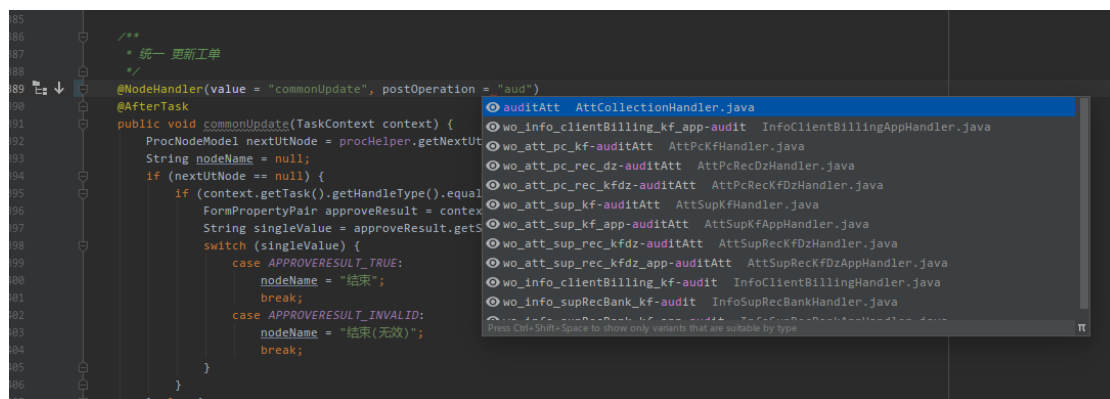 385
386 /**
387 * 统一 更新工单
388 */
389 @NodeHandler(value = "commonUpdate", postOperation = "aud")
390 @AfterTask
391 public void commonUpdate(TaskContext context) {
392 ProcNodeModel nextUtNode = procHelper.getNextUt
393 String nodeName = null;
394 if (nextUtNode == null) {
395 if (context.getTask().getHandleType().equal
396 FormPropertyPair approveResult = contex
397 String singleValue = approveResult.getS
398 switch (singleValue) {
399 case APPROVERESULT_TRUE:
400 nodeName = "结束";
401 break;
402 case APPROVERESULT_INVALID:
403 nodeName = "结束(无效)";
404 break;
405 }
406 }
auditAtt AttCollectionHandler.java
wo_info_clientBilling_kf_app-audit InfoClientBillingAppHandler.java
wo_att_pc_kf-auditAtt AttPcKfHandler.java
wo_att_pc_rec_dz-auditAtt AttPcRecDzHandler.java
wo_att_pc_rec_kfdz-auditAtt AttPcRecKfDzHandler.java
wo_att_sup_kf-auditAtt AttSupKfHandler.java
wo_att_sup_kf_app-auditAtt AttSupKfAppHandler.java
wo_att_sup_rec_kfdz-auditAtt AttSupRecKfDzHandler.java
wo_att_sup_rec_kfdz_app-auditAtt AttSupRecKfDzAppHandler.java
wo_info_clientBilling_kf-audit InfoClientBillingHandler.java
wo_info_supRecBank_kf-audit InfoSupRecBankHandler.java
Press Ctrl+Shift+Space to show only variants that are suitable by type
π